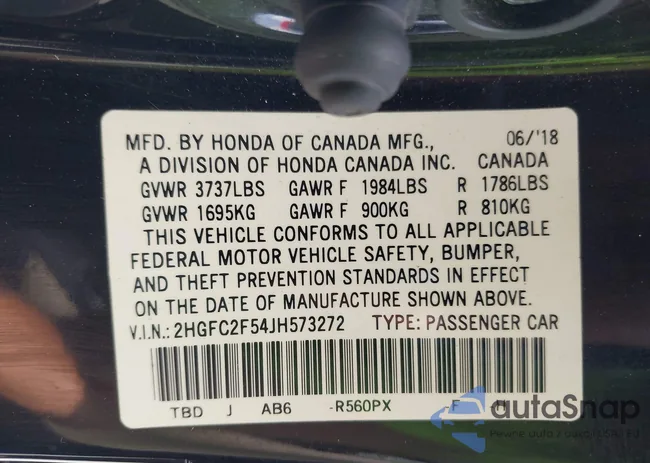 MFD. BY HONDA OF CANADA MFG., 06/'18
A DIVISION OF HONDA CANADA INC. CANADA
GVWR 3737LBS GAWR F 1984LBS R 1786LBS
GVWR 1695KG GAWR F 900KG R 810KG
THIS VEHICLE CONFORMS TO ALL APPLICABLE
FEDERAL MOTOR VEHICLE SAFETY, BUMPER,
AND THEFT PREVENTION STANDARDS IN EFFECT
ON THE DATE OF MANUFACTURE SHOWN ABOVE.
V.I.N.: 2HGFC2F54JH573272 TYPE: PASSENGER CAR
TBD J AB6 -R560PX F
autoSnap
Pewne auta z